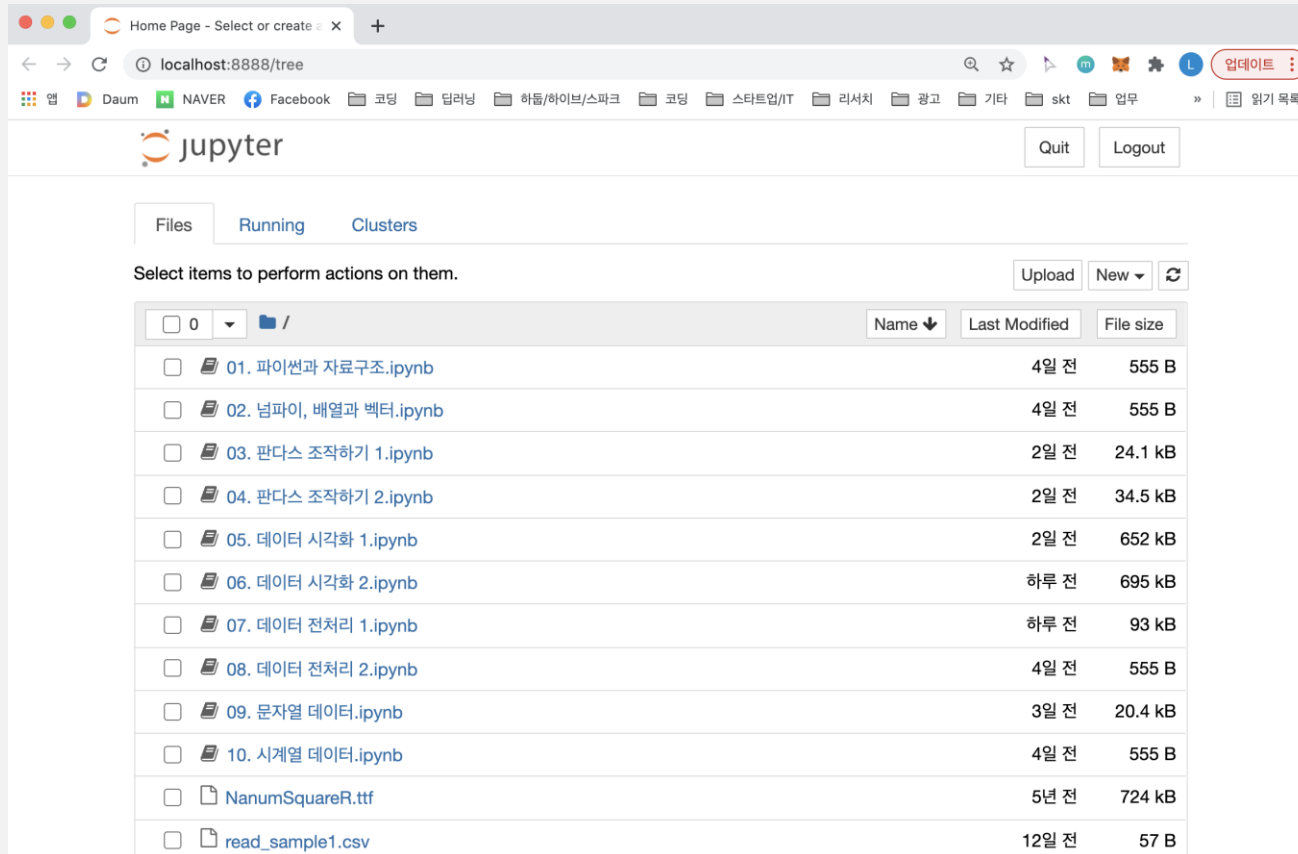 Home Page - Select or create a
localhost:8888/tree
m L 업데이트
앱 D Daum N NAVER Facebook 코딩 딥러닝 하둡/하이브/스파크 코딩 스타트업/IT 리서치 광고 기타 skt 업무 » 읽기 목록
jupyter Quit Logout
Files Running Clusters
Select items to perform actions on them. Upload New
0 / Name Last Modified File size
01. 파이썬과 자료구조.ipynb 4일 전 555 B
02. 넘파이, 배열과 벡터.ipynb 4일 전 555 B
03. 판다스 조작하기 1.ipynb 2일 전 24.1 kB
04. 판다스 조작하기 2.ipynb 2일 전 34.5 kB
05. 데이터 시각화 1.ipynb 2일 전 652 kB
06. 데이터 시각화 2.ipynb 하루 전 695 kB
07. 데이터 전처리 1.ipynb 하루 전 93 kB
08. 데이터 전처리 2.ipynb 4일 전 555 B
09. 문자열 데이터.ipynb 3일 전 20.4 kB
10. 시계열 데이터.ipynb 4일 전 555 B
NanumSquareR.ttf 5년 전 724 kB
read_sample1.csv 12일 전 57 B